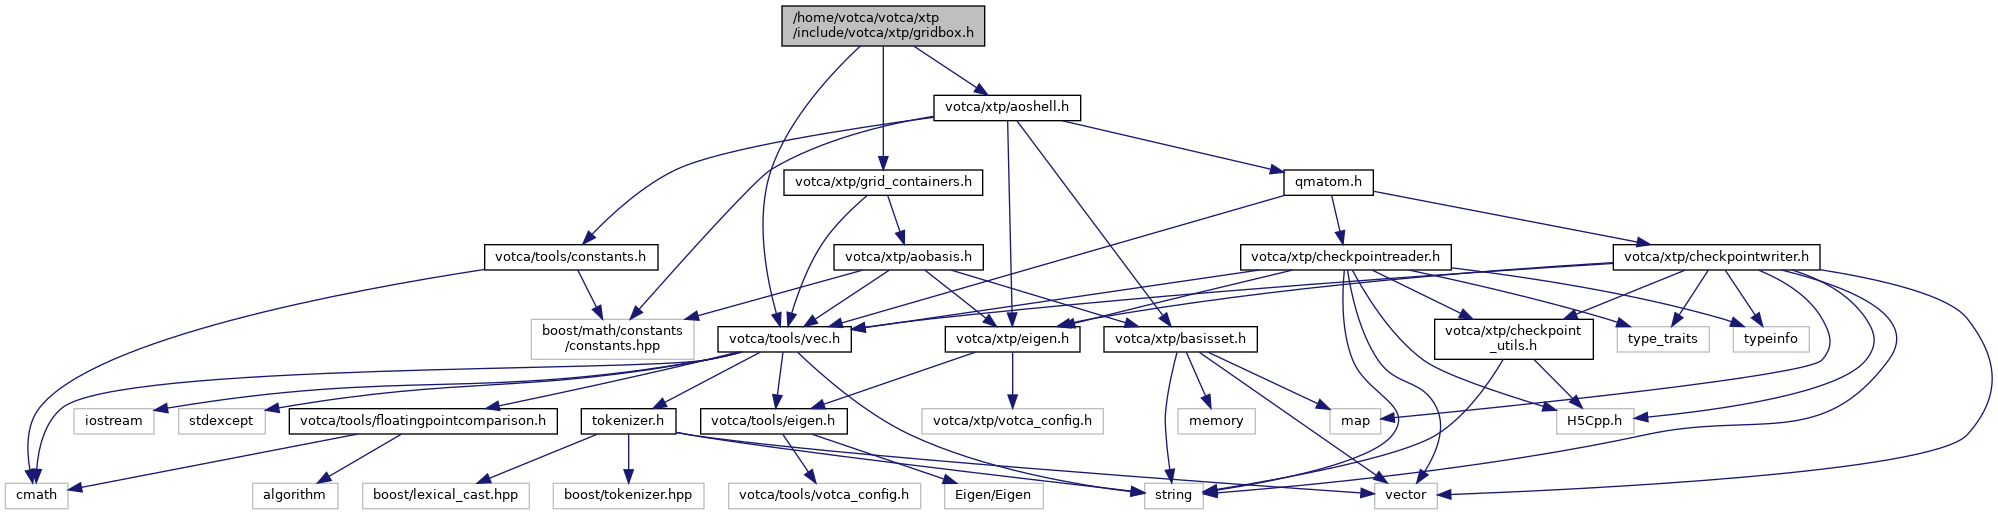 /home/votca/votca/xtp
/include/votca/xtp/gridbox.h
votca/xtp/aoshell.h
votca/xtp/grid_containers.h
qmatom.h
votca/tools/constants.h
votca/xtp/aobasis.h
votca/xtp/checkpointreader.h
votca/xtp/checkpointwriter.h
boost/math/constants
/constants.hpp
votca/tools/vec.h
votca/xtp/eigen.h
votca/xtp/basisset.h
votca/xtp/checkpoint
_utils.h
type_traits
typeinfo
iostream
stdexcept
votca/tools/floatingpointcomparison.h
tokenizer.h
votca/tools/eigen.h
votca/xtp/votca_config.h
memory
map
H5Cpp.h
cmath
algorithm
boost/lexical_cast.hpp
boost/tokenizer.hpp
votca/tools/votca_config.h
Eigen/Eigen
string
vector